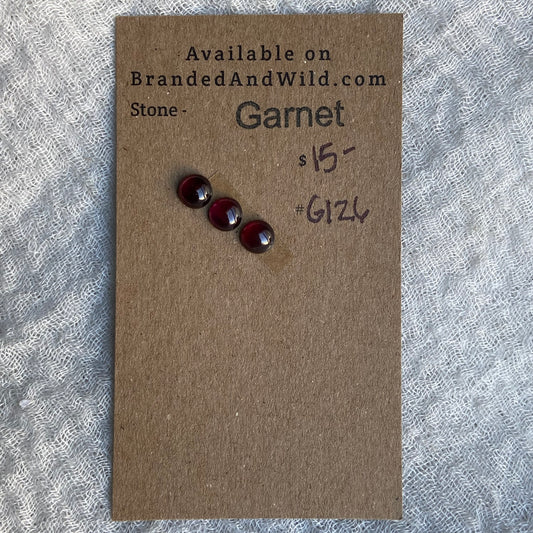 Available on
BrandedAndWild.com
Stone - Garnet
$15-
#G126